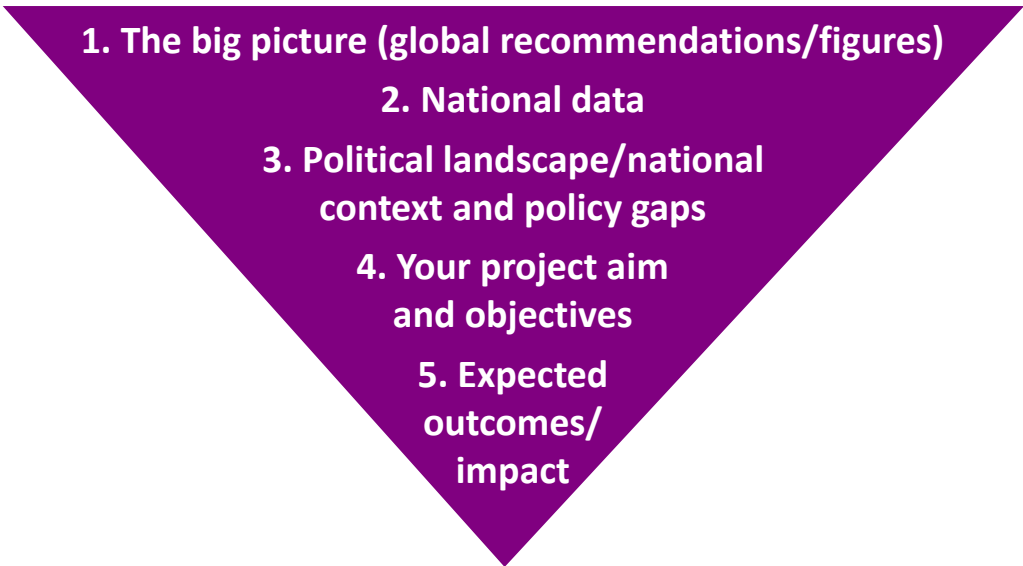 1. The big picture (global recommendations/figures)
2. National data
3. Political landscape/national
context and policy gaps
4. Your project aim
and objectives
5. Expected
outcomes/
impact